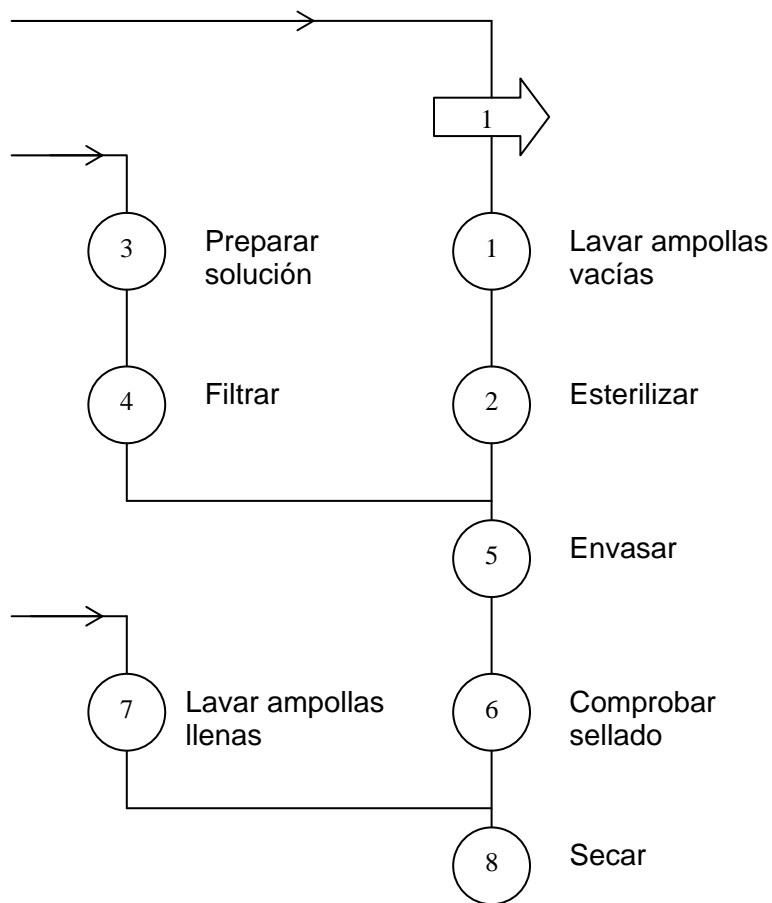 1
3
Preparar
solución
1
Lavar ampollas
vacías
4
Filtrar
2
Esterilizar
5
Envasar
7
Lavar ampollas
llenas
6
Comprobar
sellado
8
Secar